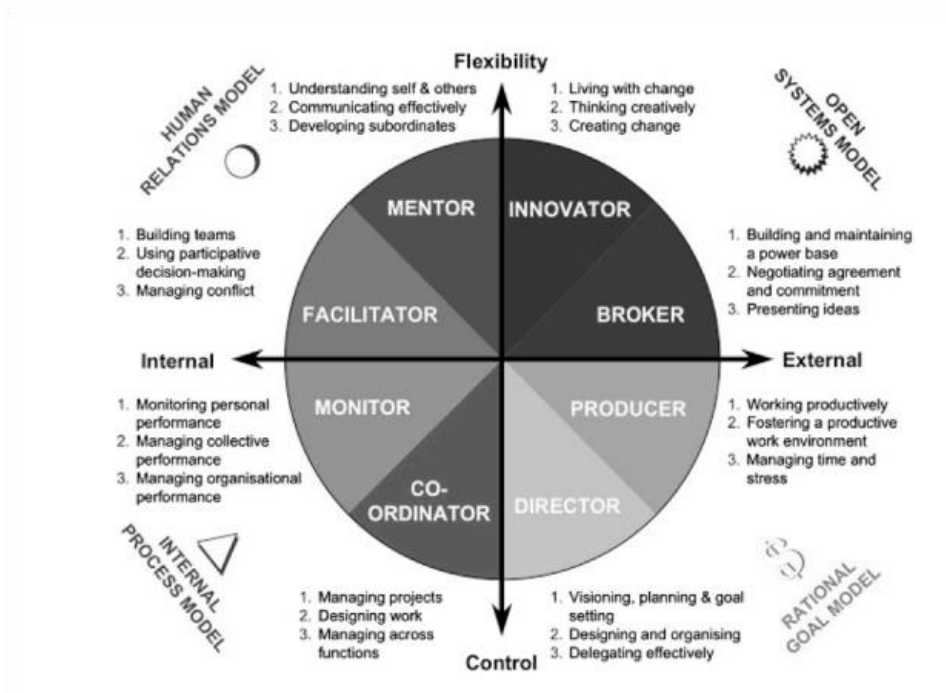 Flexibility
HUMAN
RELATIONS MODEL
1. Understanding self & others
2. Communicating effectively
3. Developing subordinates
1. Living with change
2. Thinking creatively
3. Creating change
OPEN
SYSTEMS MODEL
MENTOR
INNOVATOR
1. Building teams
2. Using participative
decision-making
3. Managing conflict
FACILITATOR
BROKER
1. Building and maintaining
a power base
2. Negotiating agreement
and commitment
3. Presenting ideas
Internal
External
1. Monitoring personal
performance
2. Managing collective
performance
3. Managing organisational
performance
MONITOR
PRODUCER
1. Working productively
2. Fostering a productive
work environment
3. Managing time and
stress
CO-
ORDINATOR
DIRECTOR
INTERNAL
PROCESS MODEL
1. Managing projects
2. Designing work
3. Managing across
functions
1. Visioning, planning & goal
setting
2. Designing and organising
3. Delegating effectively
$
RATIONAL
GOAL MODEL
Control